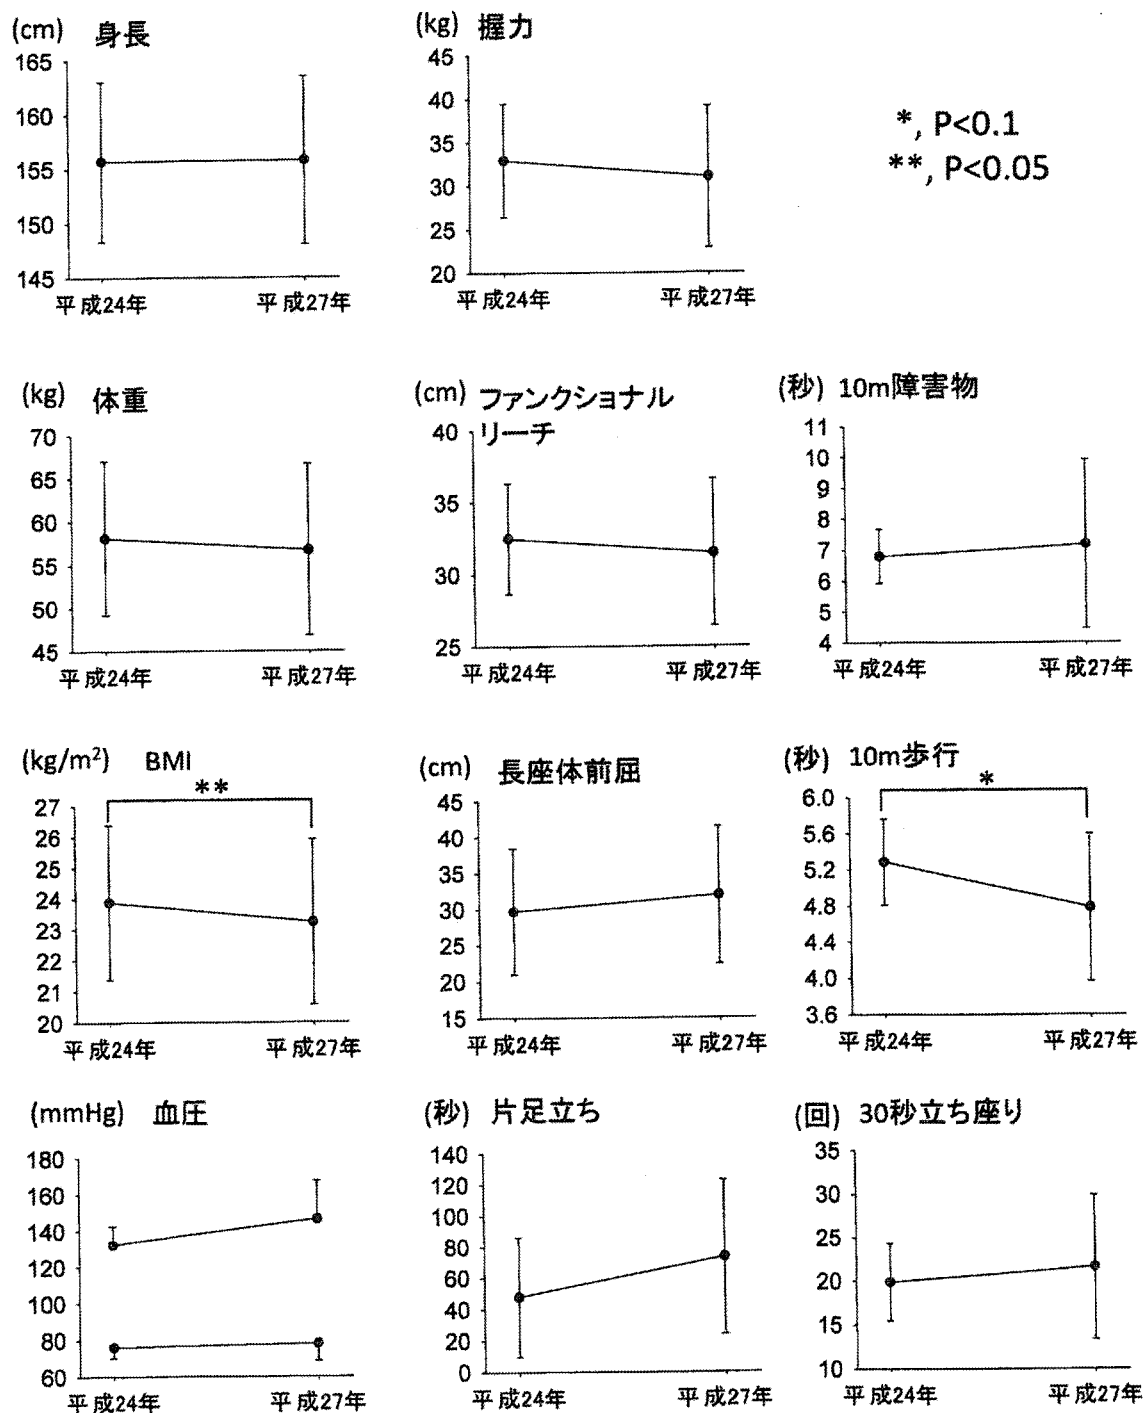 (cm) 身長
165
160
155
150
145
平成24年 平成27年
(kg) 握力
45
40
35
30
25
20
平成24年 平成27年
*, P<0.1
**, P<0.05
(kg) 体重
70
65
60
55
50
45
平成24年 平成27年
(cm) ファンクショナル
リーチ
40
35
30
25
平成24年 平成27年
(秒) 10m障害物
11
10
9
8
7
6
5
4
平成24年 平成27年
(kg/m²) BMI
**
27
26
25
24
23
22
21
20
平成24年 平成27年
(cm) 長座体前屈
45
40
35
30
25
20
15
平成24年 平成27年
(秒) 10m歩行
*
6.0
5.6
5.2
4.8
4.4
4.0
3.6
平成24年 平成27年
(mmHg) 血圧
180
160
140
120
100
80
60
平成24年 平成27年
(秒) 片足立ち
140
120
100
80
60
40
20
0
平成24年 平成27年
(回) 30秒立ち座り
35
30
25
20
15
10
平成24年 平成27年